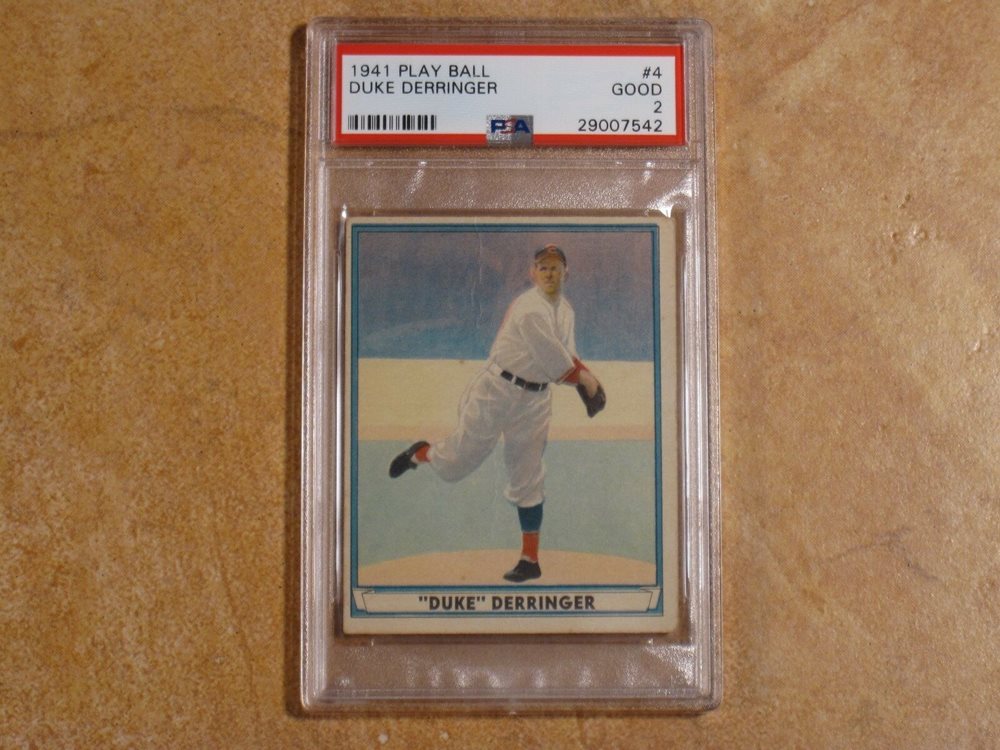 1941 PLAY BALL #4
DUKE DERRINGER GOOD
2
PSA 29007542
"DUKE" DERRINGER